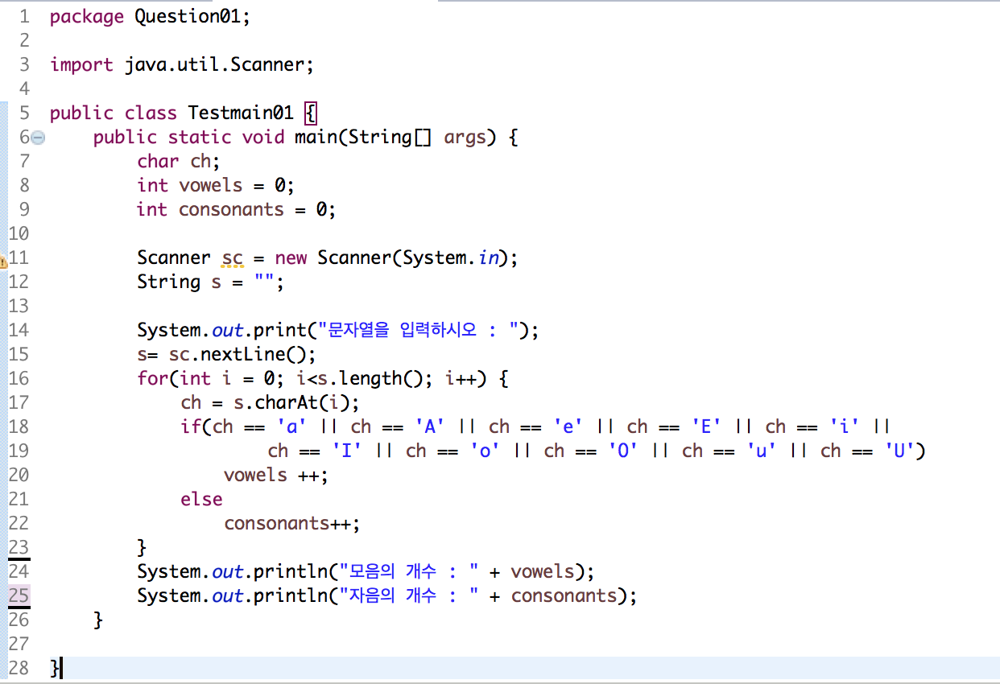 1 package Question01;
2
3 import java.util.Scanner;
4
5 public class Testmain01 {
6 public static void main(String[] args) {
7 char ch;
8 int vowels = 0;
9 int consonants = 0;
10
11 Scanner sc = new Scanner(System.in);
12 String s = "";
13
14 System.out.print("문자열을 입력하시오 : ");
15 s= sc.nextLine();
16 for(int i = 0; i<s.length(); i++) {
17 ch = s.charAt(i);
18 if(ch == 'a' || ch == 'A' || ch == 'e' || ch == 'E' || ch == 'i' ||
19 ch == 'I' || ch == 'o' || ch == 'O' || ch == 'u' || ch == 'U')
20 vowels ++;
21 else
22 consonants++;
23 }
24 System.out.println("모음의 개수 : " + vowels);
25 System.out.println("자음의 개수 : " + consonants);
26 }
27
28 }